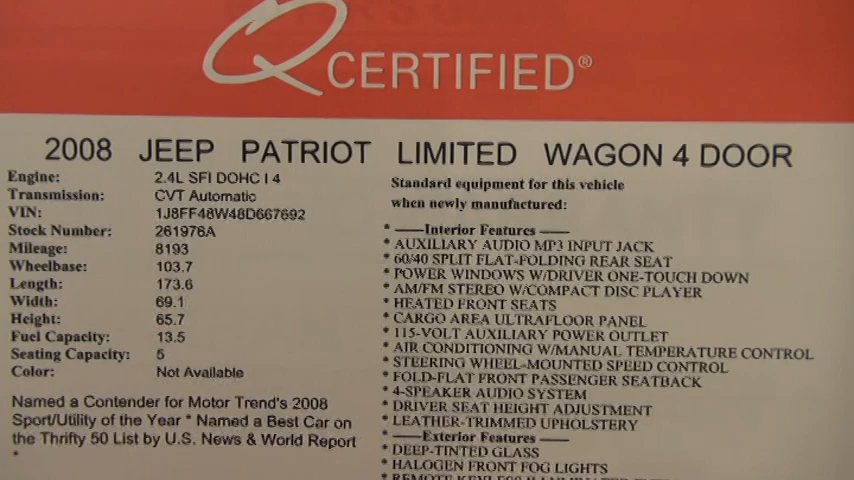 Q CERTIFIED®
2008 JEEP PATRIOT LIMITED WAGON 4 DOOR
Engine: 2.4L SFI DOHC I 4
Transmission: CVT Automatic
VIN: 1J8FF48W48D667692
Stock Number: 261976A
Mileage: 8193
Wheelbase: 103.7
Length: 173.6
Width: 69.1
Height: 65.7
Fuel Capacity: 13.5
Seating Capacity: 5
Color: Not Available
Named a Contender for Motor Trend's 2008
Sport/Utility of the Year * Named a Best Car on
the Thrifty 50 List by U.S. News & World Report
*
Standard equipment for this vehicle
when newly manufactured:
* ——Interior Features ——
* AUXILIARY AUDIO MP3 INPUT JACK
* 60/40 SPLIT FLAT-FOLDING REAR SEAT
* POWER WINDOWS W/DRIVER ONE-TOUCH DOWN
* AM/FM STEREO W/COMPACT DISC PLAYER
* HEATED FRONT SEATS
* CARGO AREA ULTRAFLOOR PANEL
* 115-VOLT AUXILIARY POWER OUTLET
* AIR CONDITIONING W/MANUAL TEMPERATURE CONTROL
* STEERING WHEEL-MOUNTED SPEED CONTROL
* FOLD-FLAT FRONT PASSENGER SEATBACK
* 4-SPEAKER AUDIO SYSTEM
* DRIVER SEAT HEIGHT ADJUSTMENT
* LEATHER-TRIMMED UPHOLSTERY
* ——Exterior Features ——
* DEEP-TINTED GLASS
* HALOGEN FRONT FOG LIGHTS
* REMOTE KEYLESS